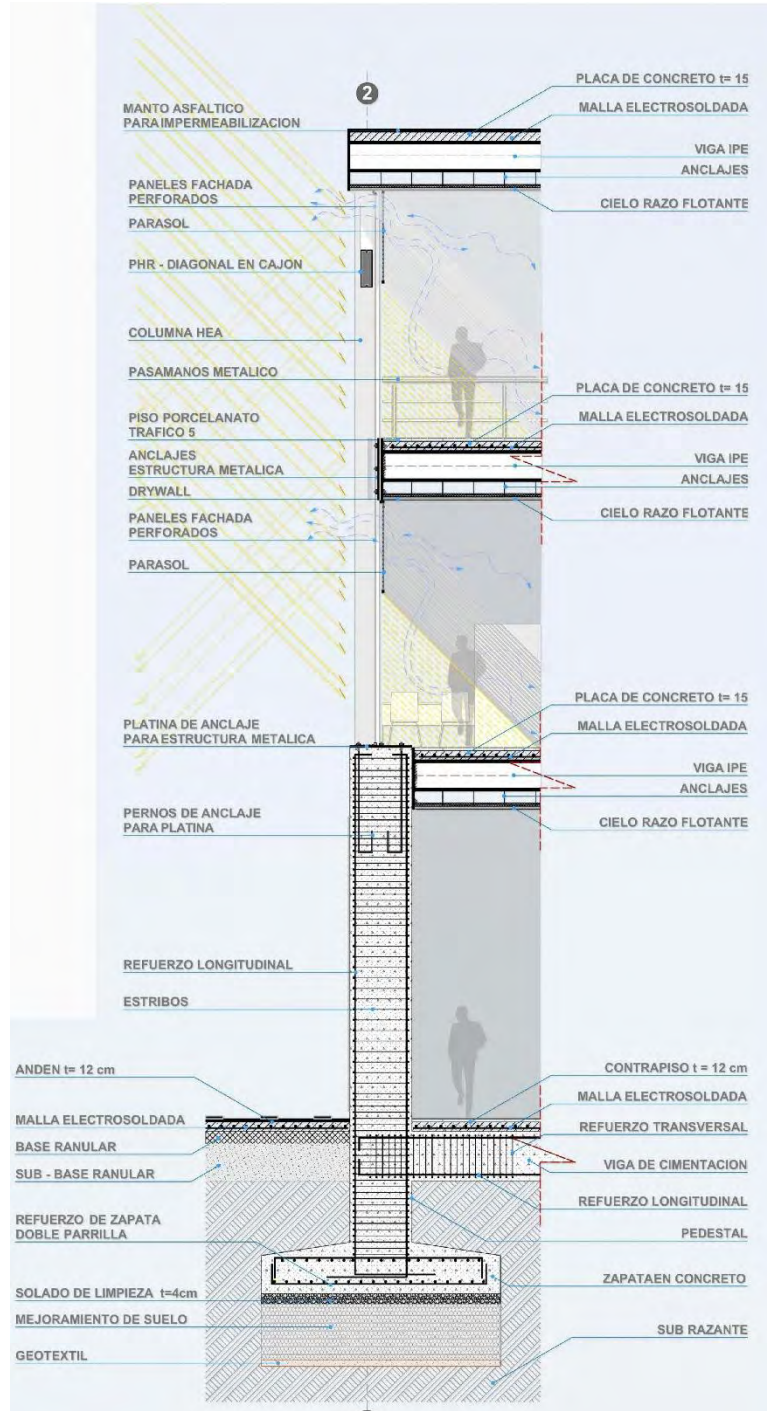 2
PLACA DE CONCRETO t= 15
MANTO ASFALTICO
PARA IMPERMEABILIZACION
MALLA ELECTROSOLDADA
VIGA IPE
ANCLAJES
PANELES FACHADA
PERFORADOS
CIELO RAZO FLOTANTE
PARASOL
PHR - DIAGONAL EN CAJON
COLUMNA HEA
PASAMANOS METALICO
PLACA DE CONCRETO t= 15
PISO PORCELANATO
TRAFICO 5
MALLA ELECTROSOLDADA
ANCLAJES
ESTRUCTURA METALICA
VIGA IPE
ANCLAJES
DRYWALL
CIELO RAZO FLOTANTE
PANELES FACHADA
PERFORADOS
PARASOL
PLACA DE CONCRETO t= 15
PLATINA DE ANCLAJE
PARA ESTRUCTURA METALICA
MALLA ELECTROSOLDADA
VIGA IPE
ANCLAJES
PERNOS DE ANCLAJE
PARA PLATINA
CIELO RAZO FLOTANTE
REFUERZO LONGITUDINAL
ESTRIBOS
ANDEN t= 12 cm
CONTRAPISO t = 12 cm
MALLA ELECTROSOLDADA
MALLA ELECTROSOLDADA
REFUERZO TRANSVERSAL
BASE RANULAR
VIGA DE CIMENTACION
SUB - BASE RANULAR
REFUERZO LONGITUDINAL
REFUERZO DE ZAPATA
DOBLE PARRILLA
PEDESTAL
ZAPATAEN CONCRETO
SOLADO DE LIMPIEZA t=4cm
MEJORAMIENTO DE SUELO
SUB RAZANTE
GEOTEXTIL